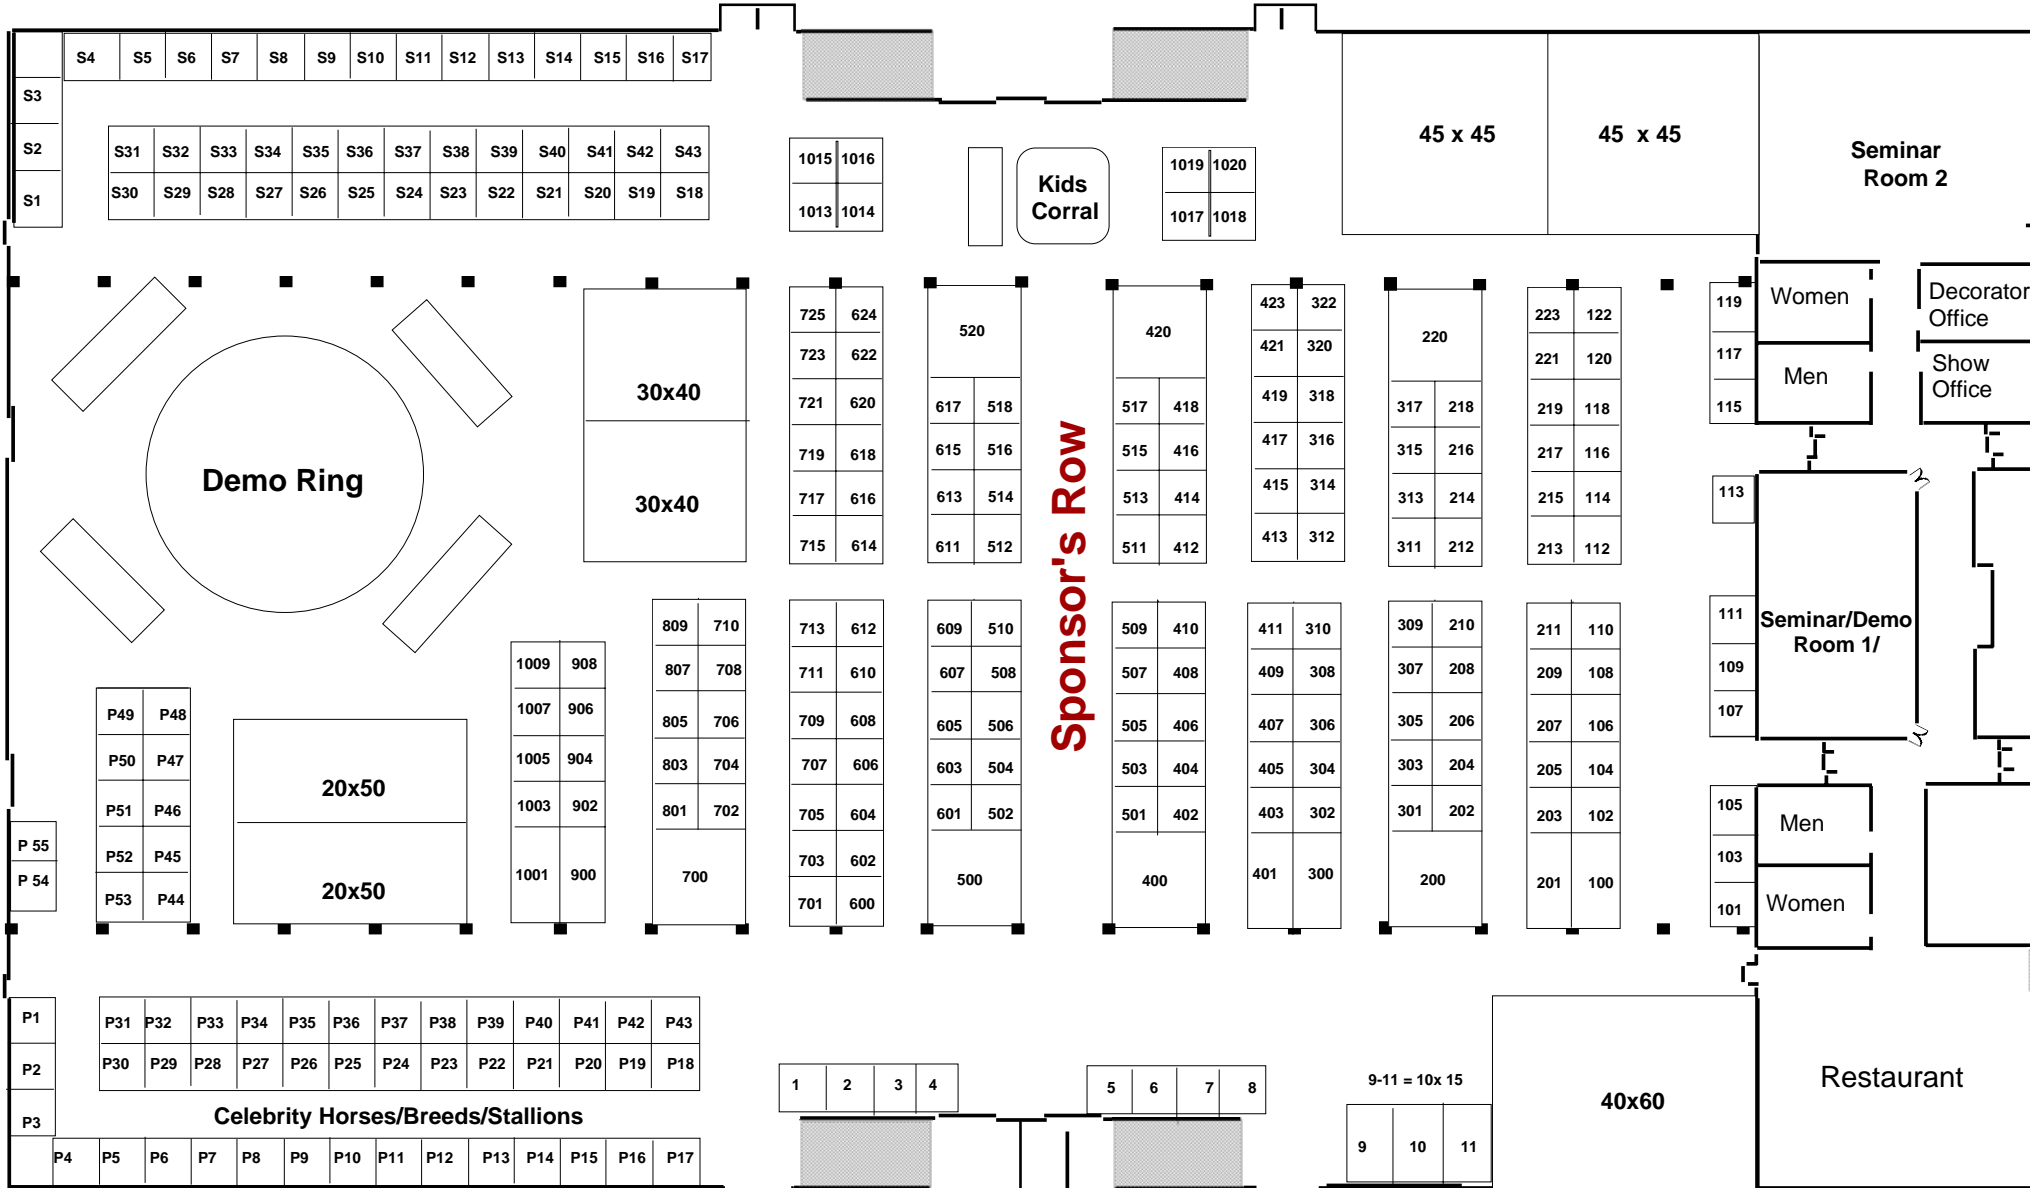 S4 S5 S6 S7 S8 S9 S10 S11 S12 S13 S14 S15 S16 S17
S3
S2
S1
S31 S32 S33 S34 S35 S36 S37 S38 S39 S40 S41 S42 S43
S30 S29 S28 S27 S26 S25 S24 S23 S22 S21 S20 S19 S18
1015 1016
1013 1014
Kids
Corral
1019 1020
1017 1018
45 x 45
45 x 45
Seminar
Room 2
Demo Ring
30x40
30x40
725 624
723 622
721 620
719 618
717 616
715 614
520
617 518
615 516
613 514
611 512
Sponsor's Row
420
517 418
515 416
513 414
511 412
423 322
421 320
419 318
417 316
415 314
413 312
220
317 218
315 216
313 214
311 212
223 122
221 120
219 118
217 116
215 114
213 112
119
117
115
113
111
109
107
105
103
101
Women
Men
Decorator
Office
Show
Office
Seminar/Demo
Room 1/
Men
Women
P49 P48
P50 P47
P51 P46
P52 P45
P53 P44
P 55
P 54
20x50
20x50
1009 908
1007 906
1005 904
1003 902
1001 900
809 710
807 708
805 706
803 704
801 702
700
713 612
711 610
709 608
707 606
705 604
703 602
701 600
609 510
607 508
605 506
603 504
601 502
500
509 410
507 408
505 406
503 404
501 402
400
411 310
409 308
407 306
405 304
403 302
401 300
309 210
307 208
305 206
303 204
301 202
200
211 110
209 108
207 106
205 104
203 102
201 100
P1
P2
P3
P31 P32 P33 P34 P35 P36 P37 P38 P39 P40 P41 P42 P43
P30 P29 P28 P27 P26 P25 P24 P23 P22 P21 P20 P19 P18
Celebrity Horses/Breeds/Stallions
P4 P5 P6 P7 P8 P9 P10 P11 P12 P13 P14 P15 P16 P17
1 2 3 4
5 6 7 8
9-11 = 10x 15
9 10 11
40x60
Restaurant